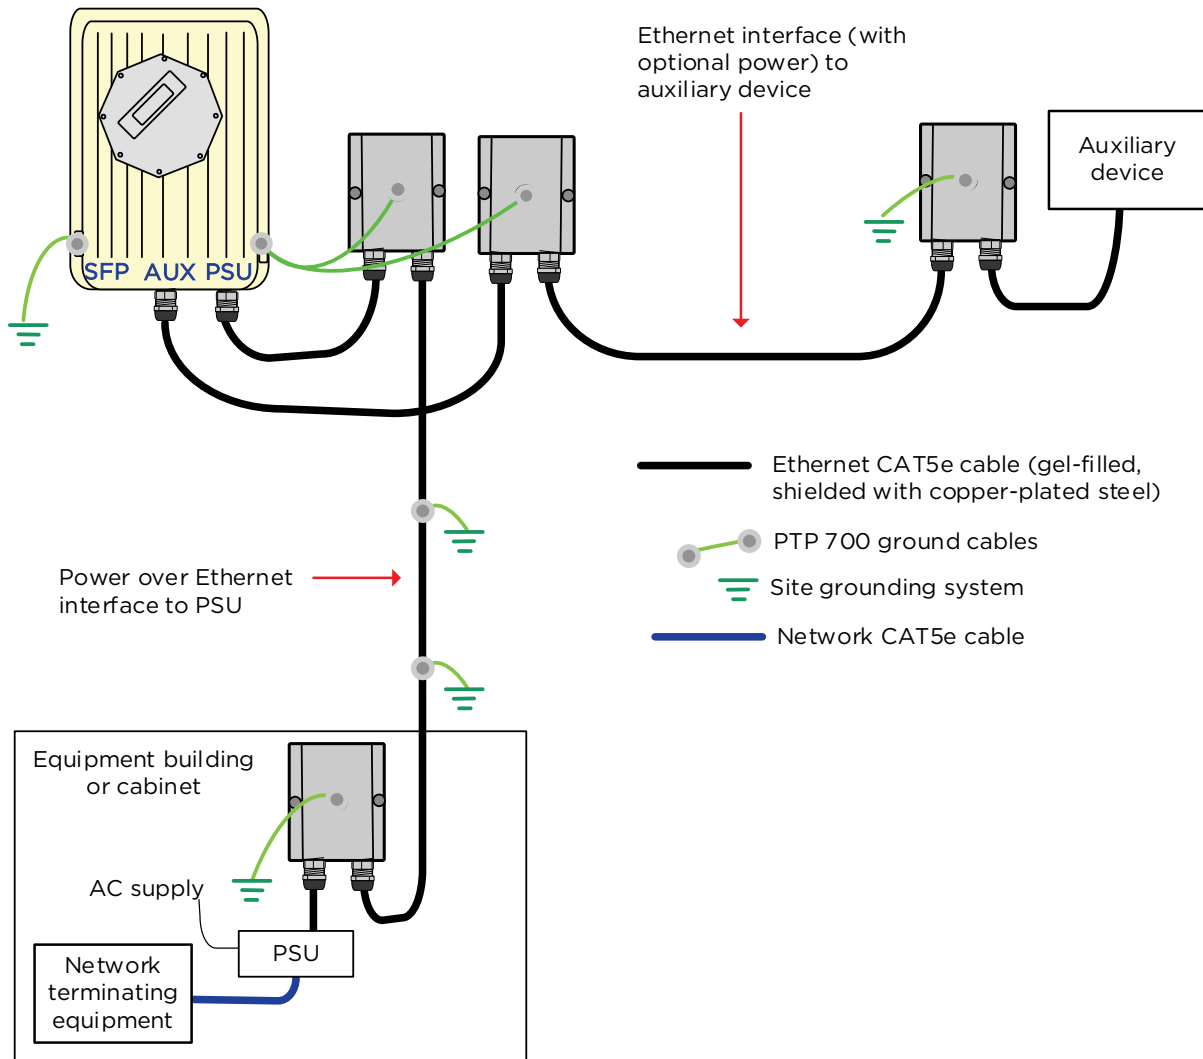 Ethernet interface (with
optional power) to
auxiliary device
Auxiliary
device
SFP AUX PSU
Ethernet CAT5e cable (gel-filled,
shielded with copper-plated steel)
PTP 700 ground cables
Site grounding system
Network CAT5e cable
Power over Ethernet
interface to PSU
Equipment building
or cabinet
AC supply
PSU
Network
terminating
equipment